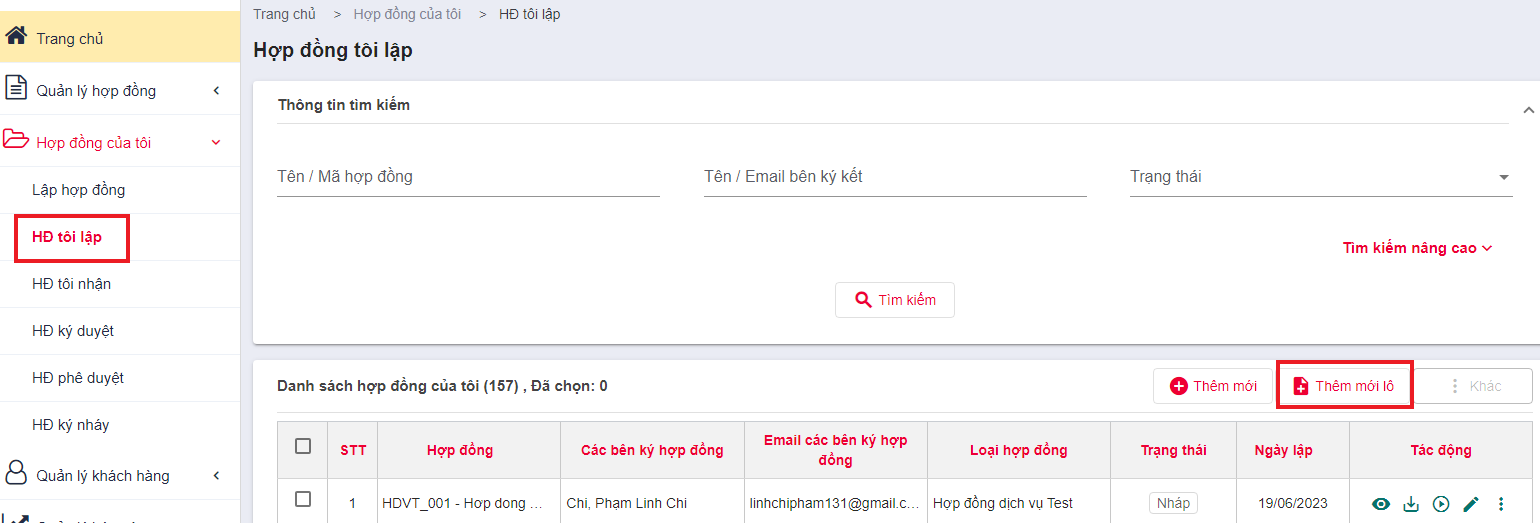 Trang chủ > Hợp đồng của tôi > HĐ tôi lập
Trang chủ
Quản lý hợp đồng
Hợp đồng của tôi
Lập hợp đồng
HĐ tôi lập
HĐ tôi nhận
HĐ ký duyệt
HĐ phê duyệt
HĐ ký nháy
Quản lý khách hàng
Hợp đồng tôi lập
Thông tin tìm kiếm
Tên / Mã hợp đồng
Tên / Email bên ký kết
Trạng thái
Tìm kiếm nâng cao
Tìm kiếm
Danh sách hợp đồng của tôi (157) , Đã chọn: 0
Thêm mới
Thêm mới lô
Khác
STT
Hợp đồng
Các bên ký hợp đồng
Email các bên ký hợp
đồng
Loại hợp đồng
Trạng thái
Ngày lập
Tác động
1
HDVT_001 - Hợp dong ...
Chi, Phạm Linh Chi
linhchipham131@gmail.c...
Hợp đồng dịch vụ Test
Nháp
19/06/2023